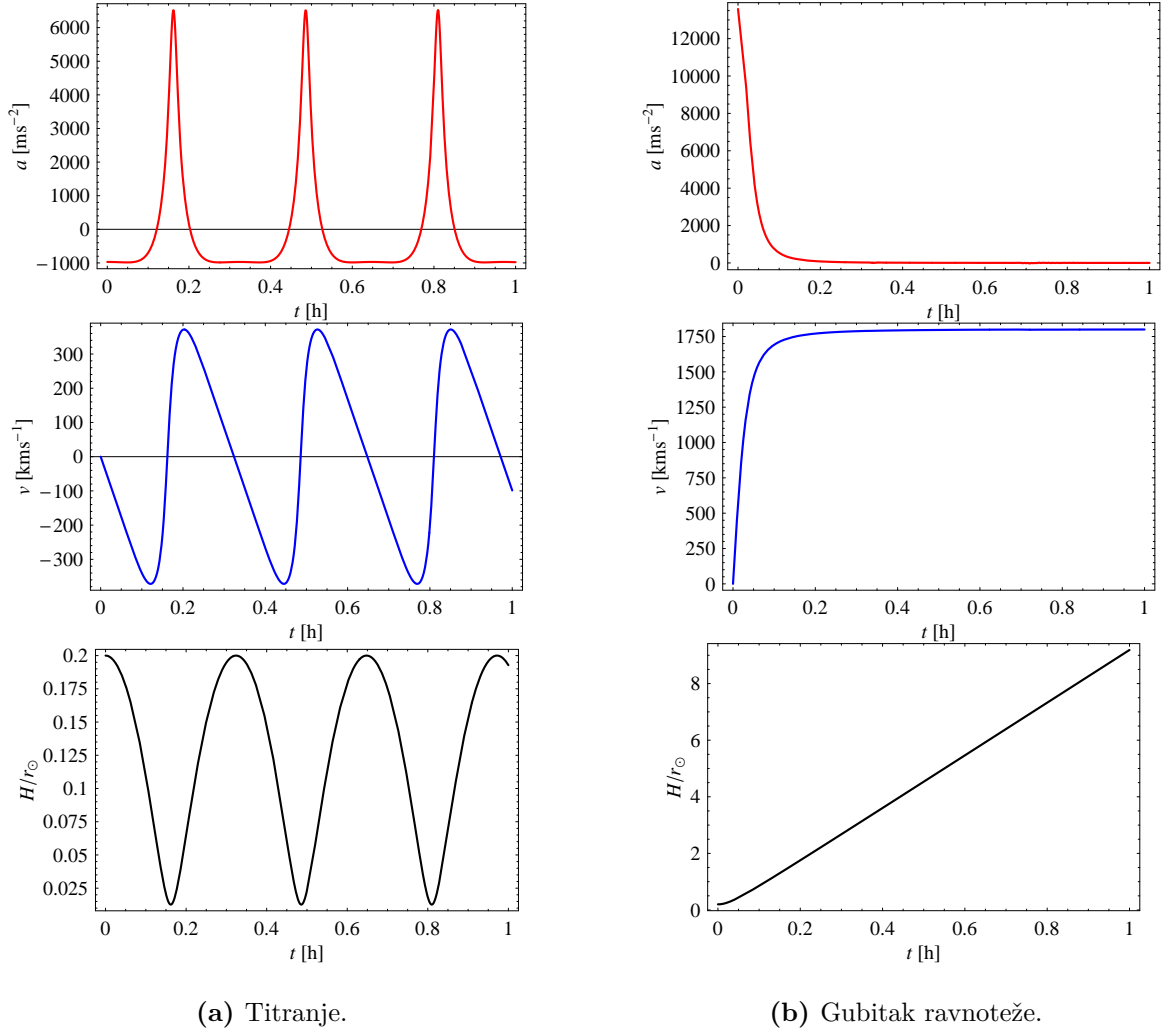 6000
5000
4000
3000
2000
1000
0
−1000
a [ms⁻²]
0 0.2 0.4 0.6 0.8 1
t [h]
12000
10000
8000
6000
4000
2000
0
a [ms⁻²]
0 0.2 0.4 0.6 0.8 1
t [h]
300
200
100
0
−100
−200
−300
v [kms⁻¹]
0 0.2 0.4 0.6 0.8 1
t [h]
1750
1500
1250
1000
750
500
250
0
v [kms⁻¹]
0 0.2 0.4 0.6 0.8 1
t [h]
0.2
0.175
0.15
0.125
0.1
0.075
0.05
0.025
H/r☉
0 0.2 0.4 0.6 0.8 1
t [h]
8
6
4
2
0
H/r☉
0 0.2 0.4 0.6 0.8 1
t [h]
(a) Titranje.
(b) Gubitak ravnoteže.